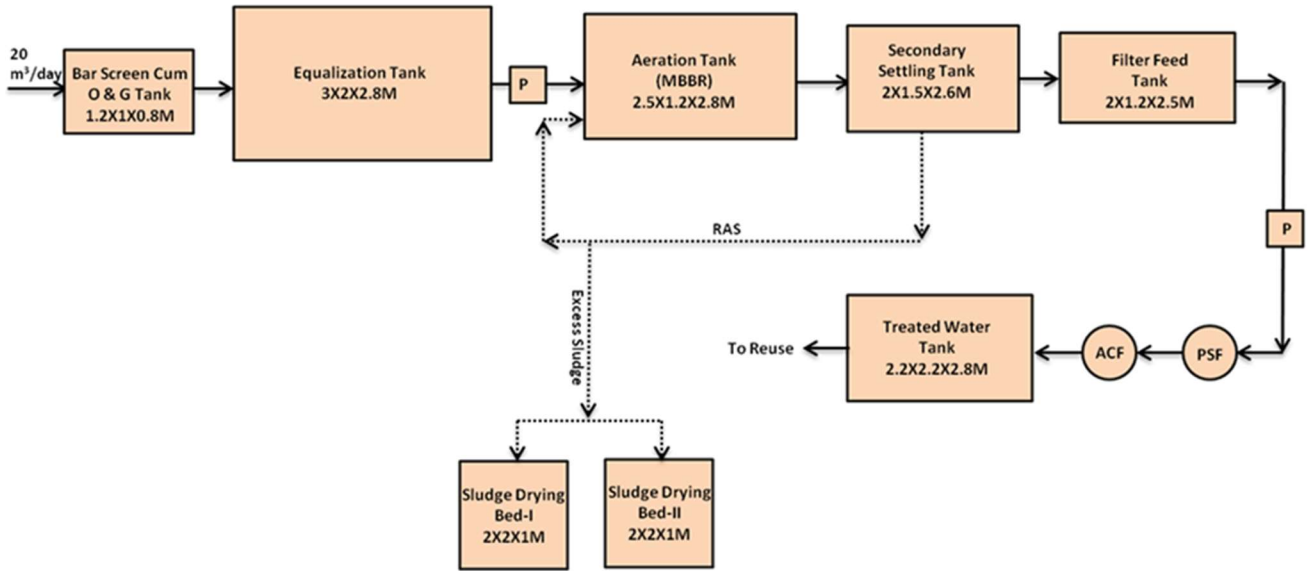 20
m³/day
Bar Screen Cum
O & G Tank
1.2X1X0.8M
Equalization Tank
3X2X2.8M
P
Aeration Tank
(MBBR)
2.5X1.2X2.8M
Secondary
Settling Tank
2X1.5X2.6M
Filter Feed
Tank
2X1.2X2.5M
P
RAS
Excess Sludge
To Reuse
Treated Water
Tank
2.2X2.2X2.8M
ACF
PSF
Sludge Drying
Bed-I
2X2X1M
Sludge Drying
Bed-II
2X2X1M